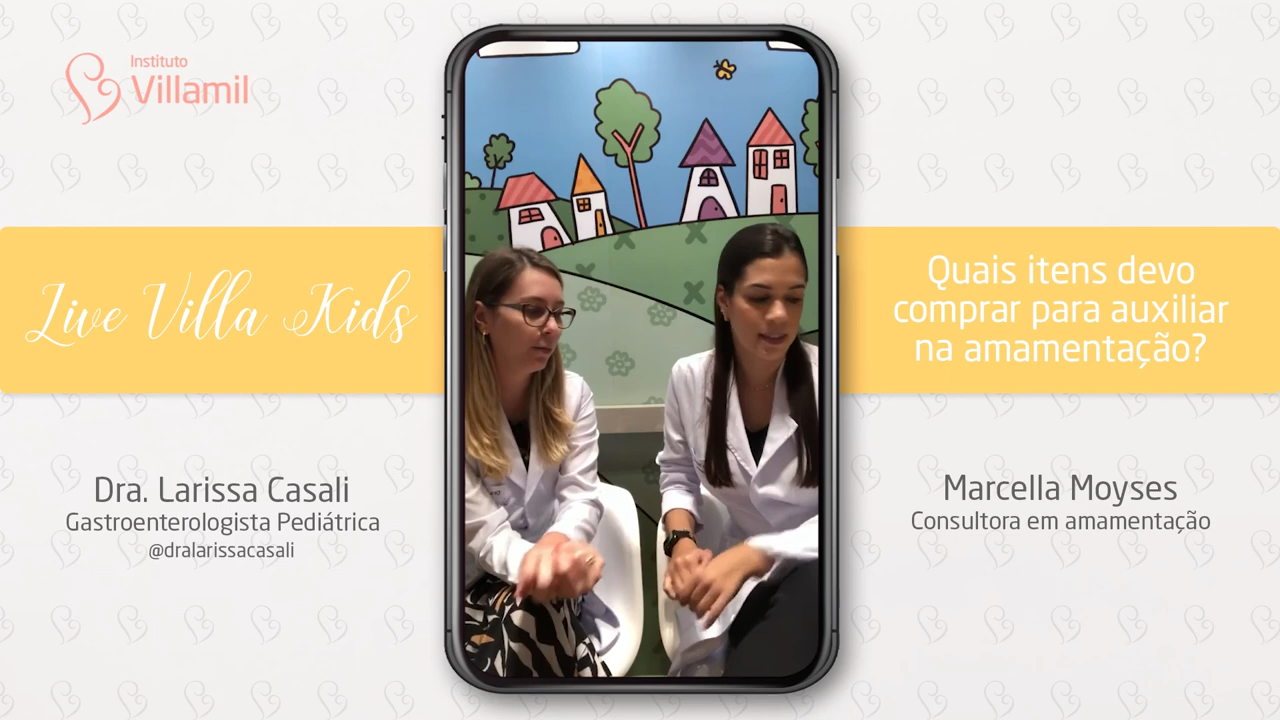 Instituto
Villamil
Live Villa Kids
Quais itens devo
comprar para auxiliar
na amamentação?
Dra. Larissa Casali
Gastroenterologista Pediátrica
@dralarissacasali
Marcella Moyses
Consultora em amamentação